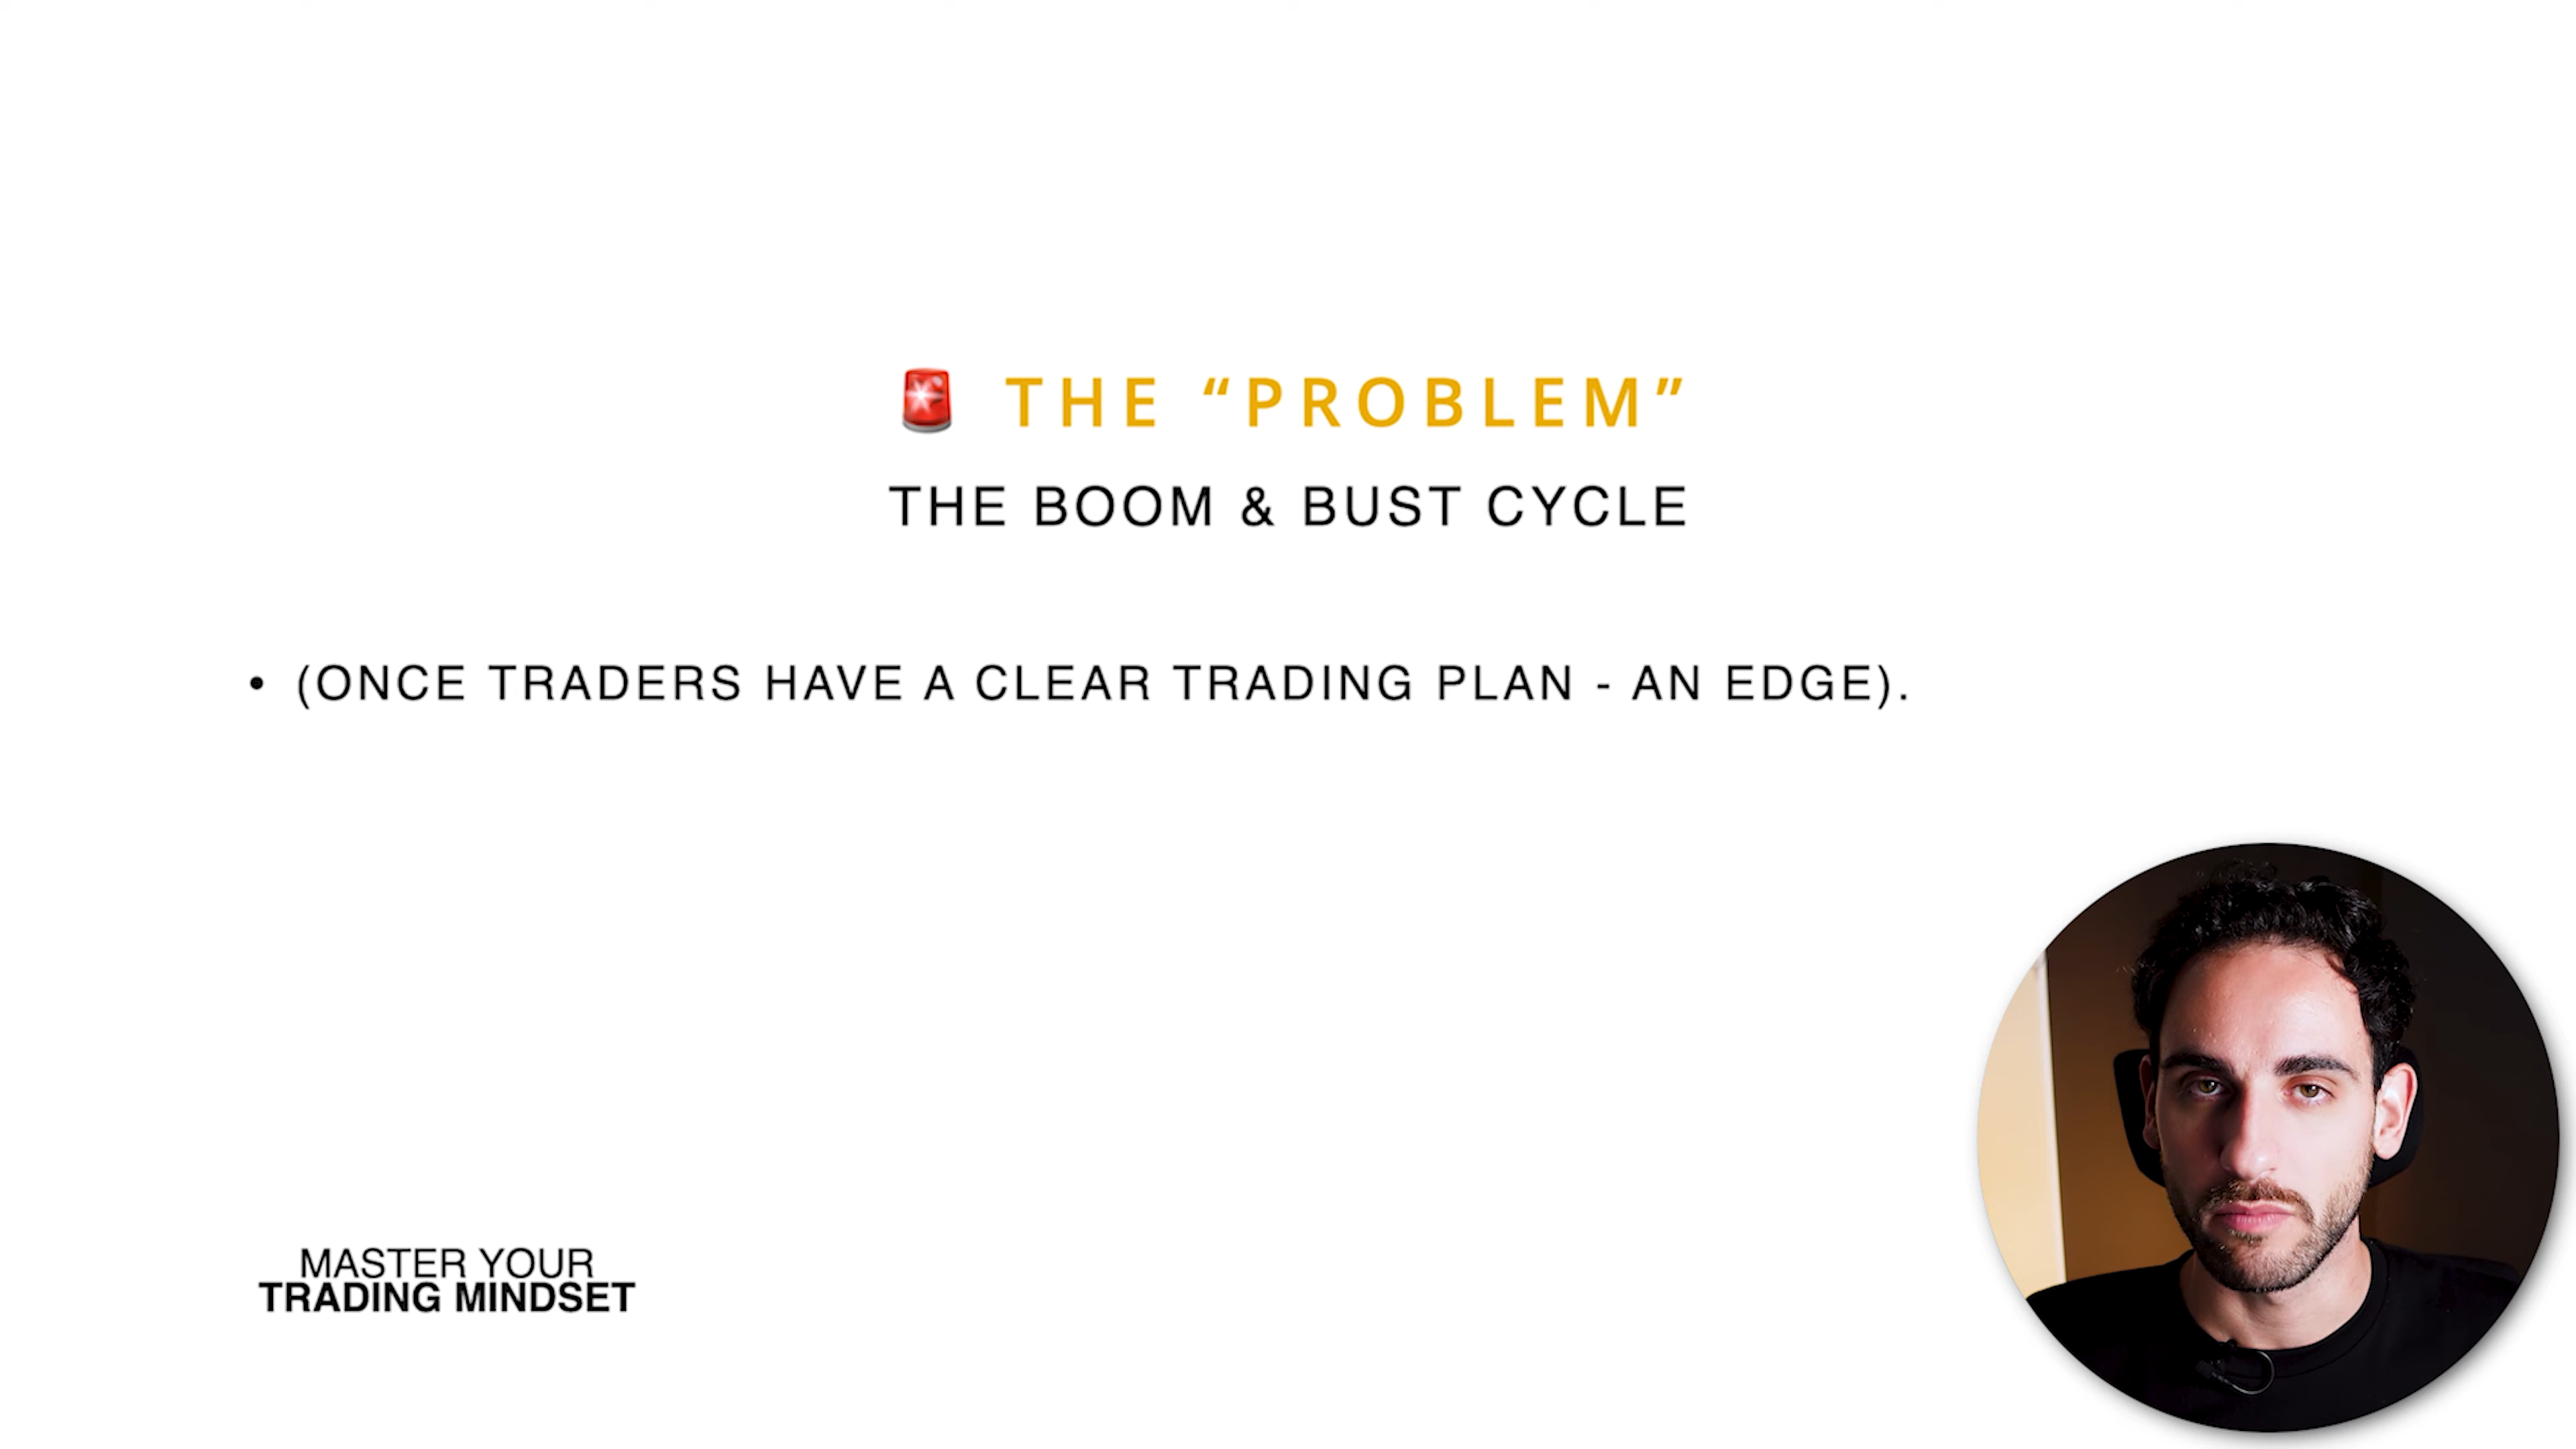 🚨 THE “PROBLEM”
THE BOOM & BUST CYCLE
• (ONCE TRADERS HAVE A CLEAR TRADING PLAN - AN EDGE).
MASTER YOUR
TRADING MINDSET